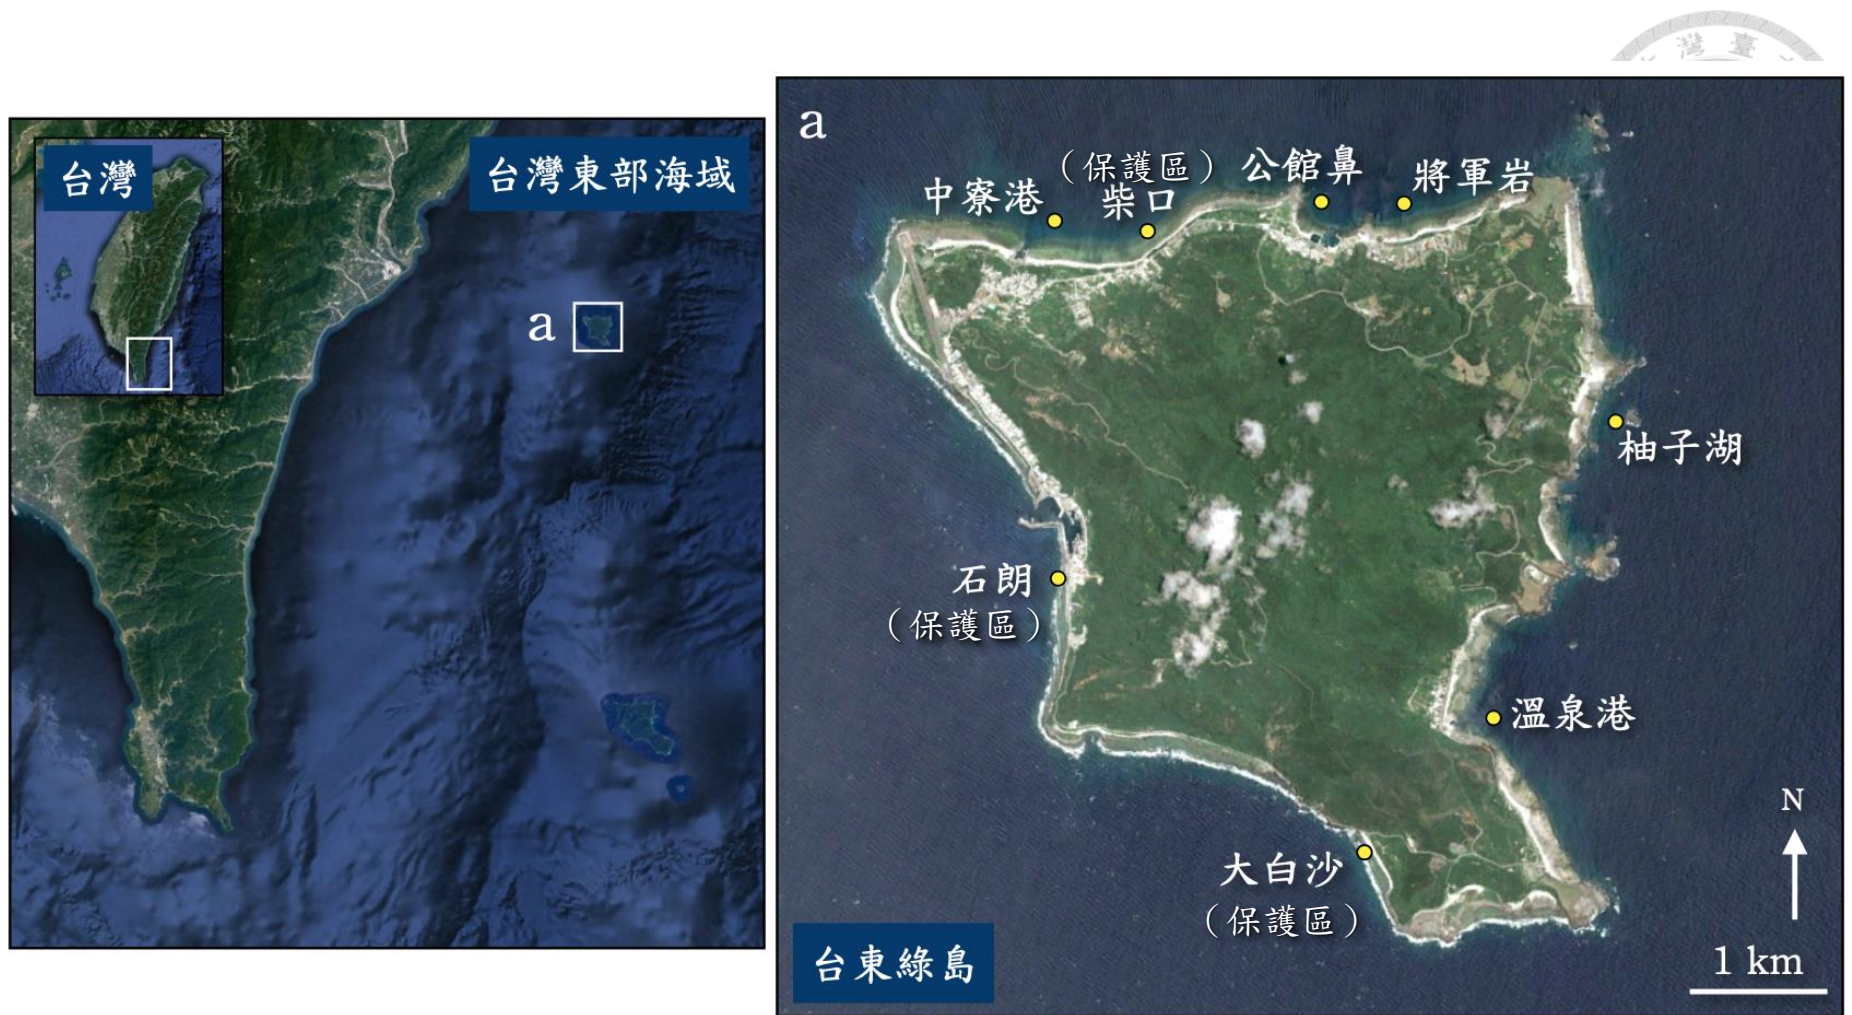 灣臺
台灣
台灣東部海域
a
a
（保護區）
中寮港
柴口
公館鼻
將軍岩
柚子湖
石朗
（保護區）
溫泉港
大白沙
（保護區）
台東綠島
N
1 km